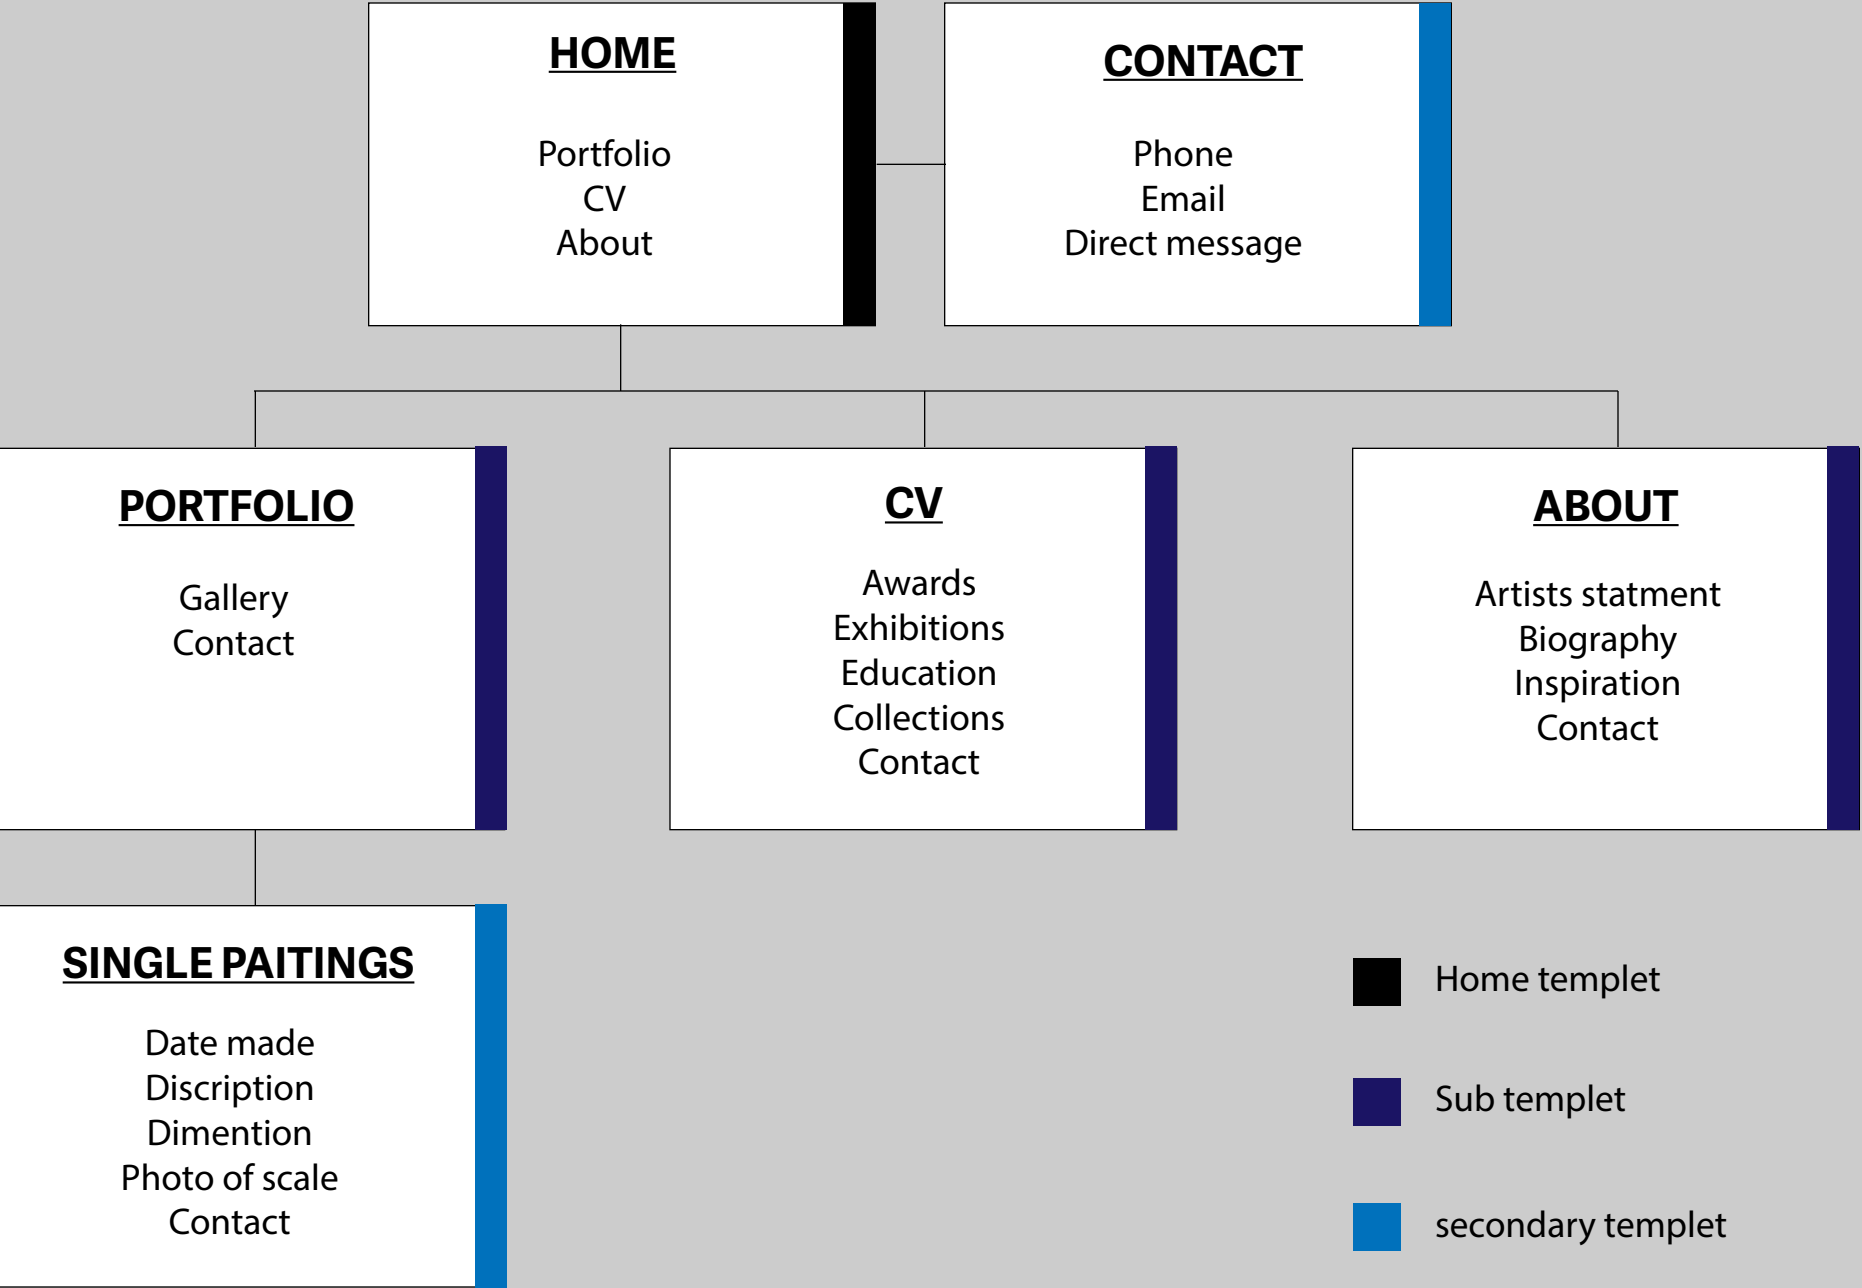 HOME
Portfolio
CV
About
CONTACT
Phone
Email
Direct message
PORTFOLIO
Gallery
Contact
CV
Awards
Exhibitions
Education
Collections
Contact
ABOUT
Artists statment
Biography
Inspiration
Contact
SINGLE PAITINGS
Date made
Discription
Dimention
Photo of scale
Contact
Home templet
Sub templet
secondary templet